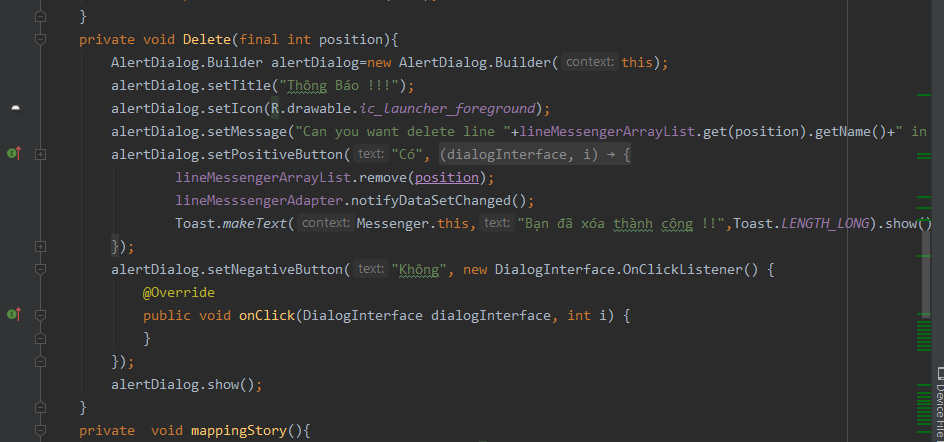 }
private void Delete(final int position){
AlertDialog.Builder alertDialog=new AlertDialog.Builder( context: this);
alertDialog.setTitle("Thông Báo !!!");
alertDialog.setIcon(R.drawable.ic_launcher_foreground);
alertDialog.setMessage("Can you want delete line "+lineMessengerArrayList.get(position).getName()+" in
alertDialog.setPositiveButton( text: "Có", (dialogInterface, i) → {
lineMessengerArrayList.remove(position);
lineMesssengerAdapter.notifyDataSetChanged();
Toast.makeText( context: Messenger.this, text: "Bạn đã xóa thành công !!",Toast.LENGTH_LONG).show()
});
alertDialog.setNegativeButton( text: "Không", new DialogInterface.OnClickListener() {
@Override
public void onClick(DialogInterface dialogInterface, int i) {
}
});
alertDialog.show();
}
private  void mappingStory(){
Device File